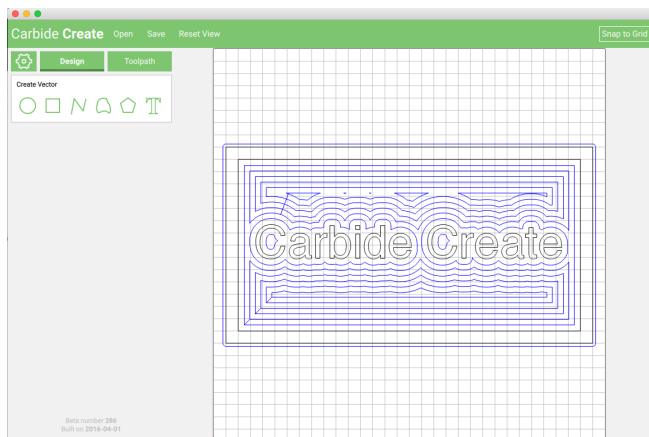 Carbide Create Open Save Reset View Snap to Grid
Design Toolpath
Create Vector
T
Carbide Create
Beta number 286
Built on 2016-04-01